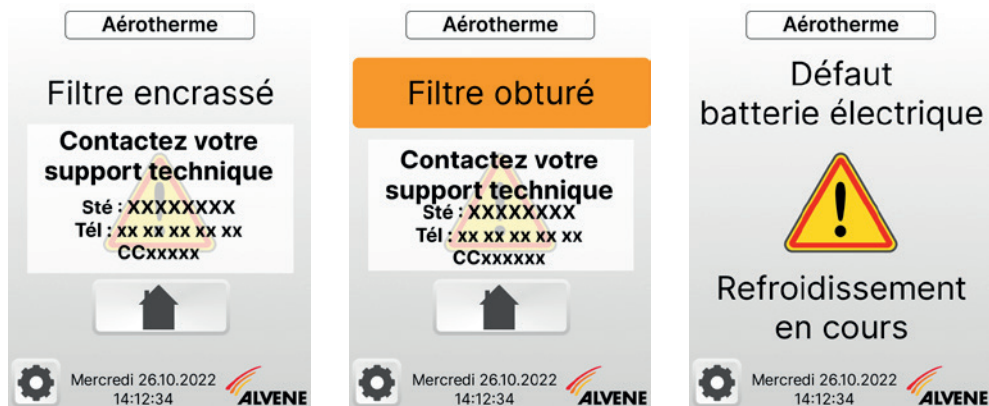 Aérotherme
Filtre encrassé
Contactez votre
support technique
Sté : XXXXXXXX
Tél : xx xx xx xx xx
CCxxxxx
Mercredi 26.10.2022
14:12:34
ALVENE
Aérotherme
Filtre obturé
Contactez votre
support technique
Sté : XXXXXXXX
Tél : xx xx xx xx xx
CCxxxxxx
Mercredi 26.10.2022
14:12:34
ALVENE
Aérotherme
Défaut
batterie électrique
Refroidissement
en cours
Mercredi 26.10.2022
14:12:34
ALVENE